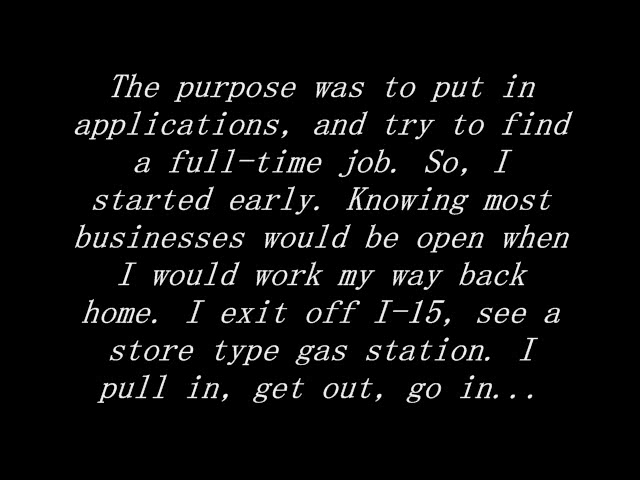 The purpose was to put in
applications, and try to find
a full-time job. So, I
started early. Knowing most
businesses would be open when
I would work my way back
home. I exit off I-15, see a
store type gas station. I
pull in, get out, go in...